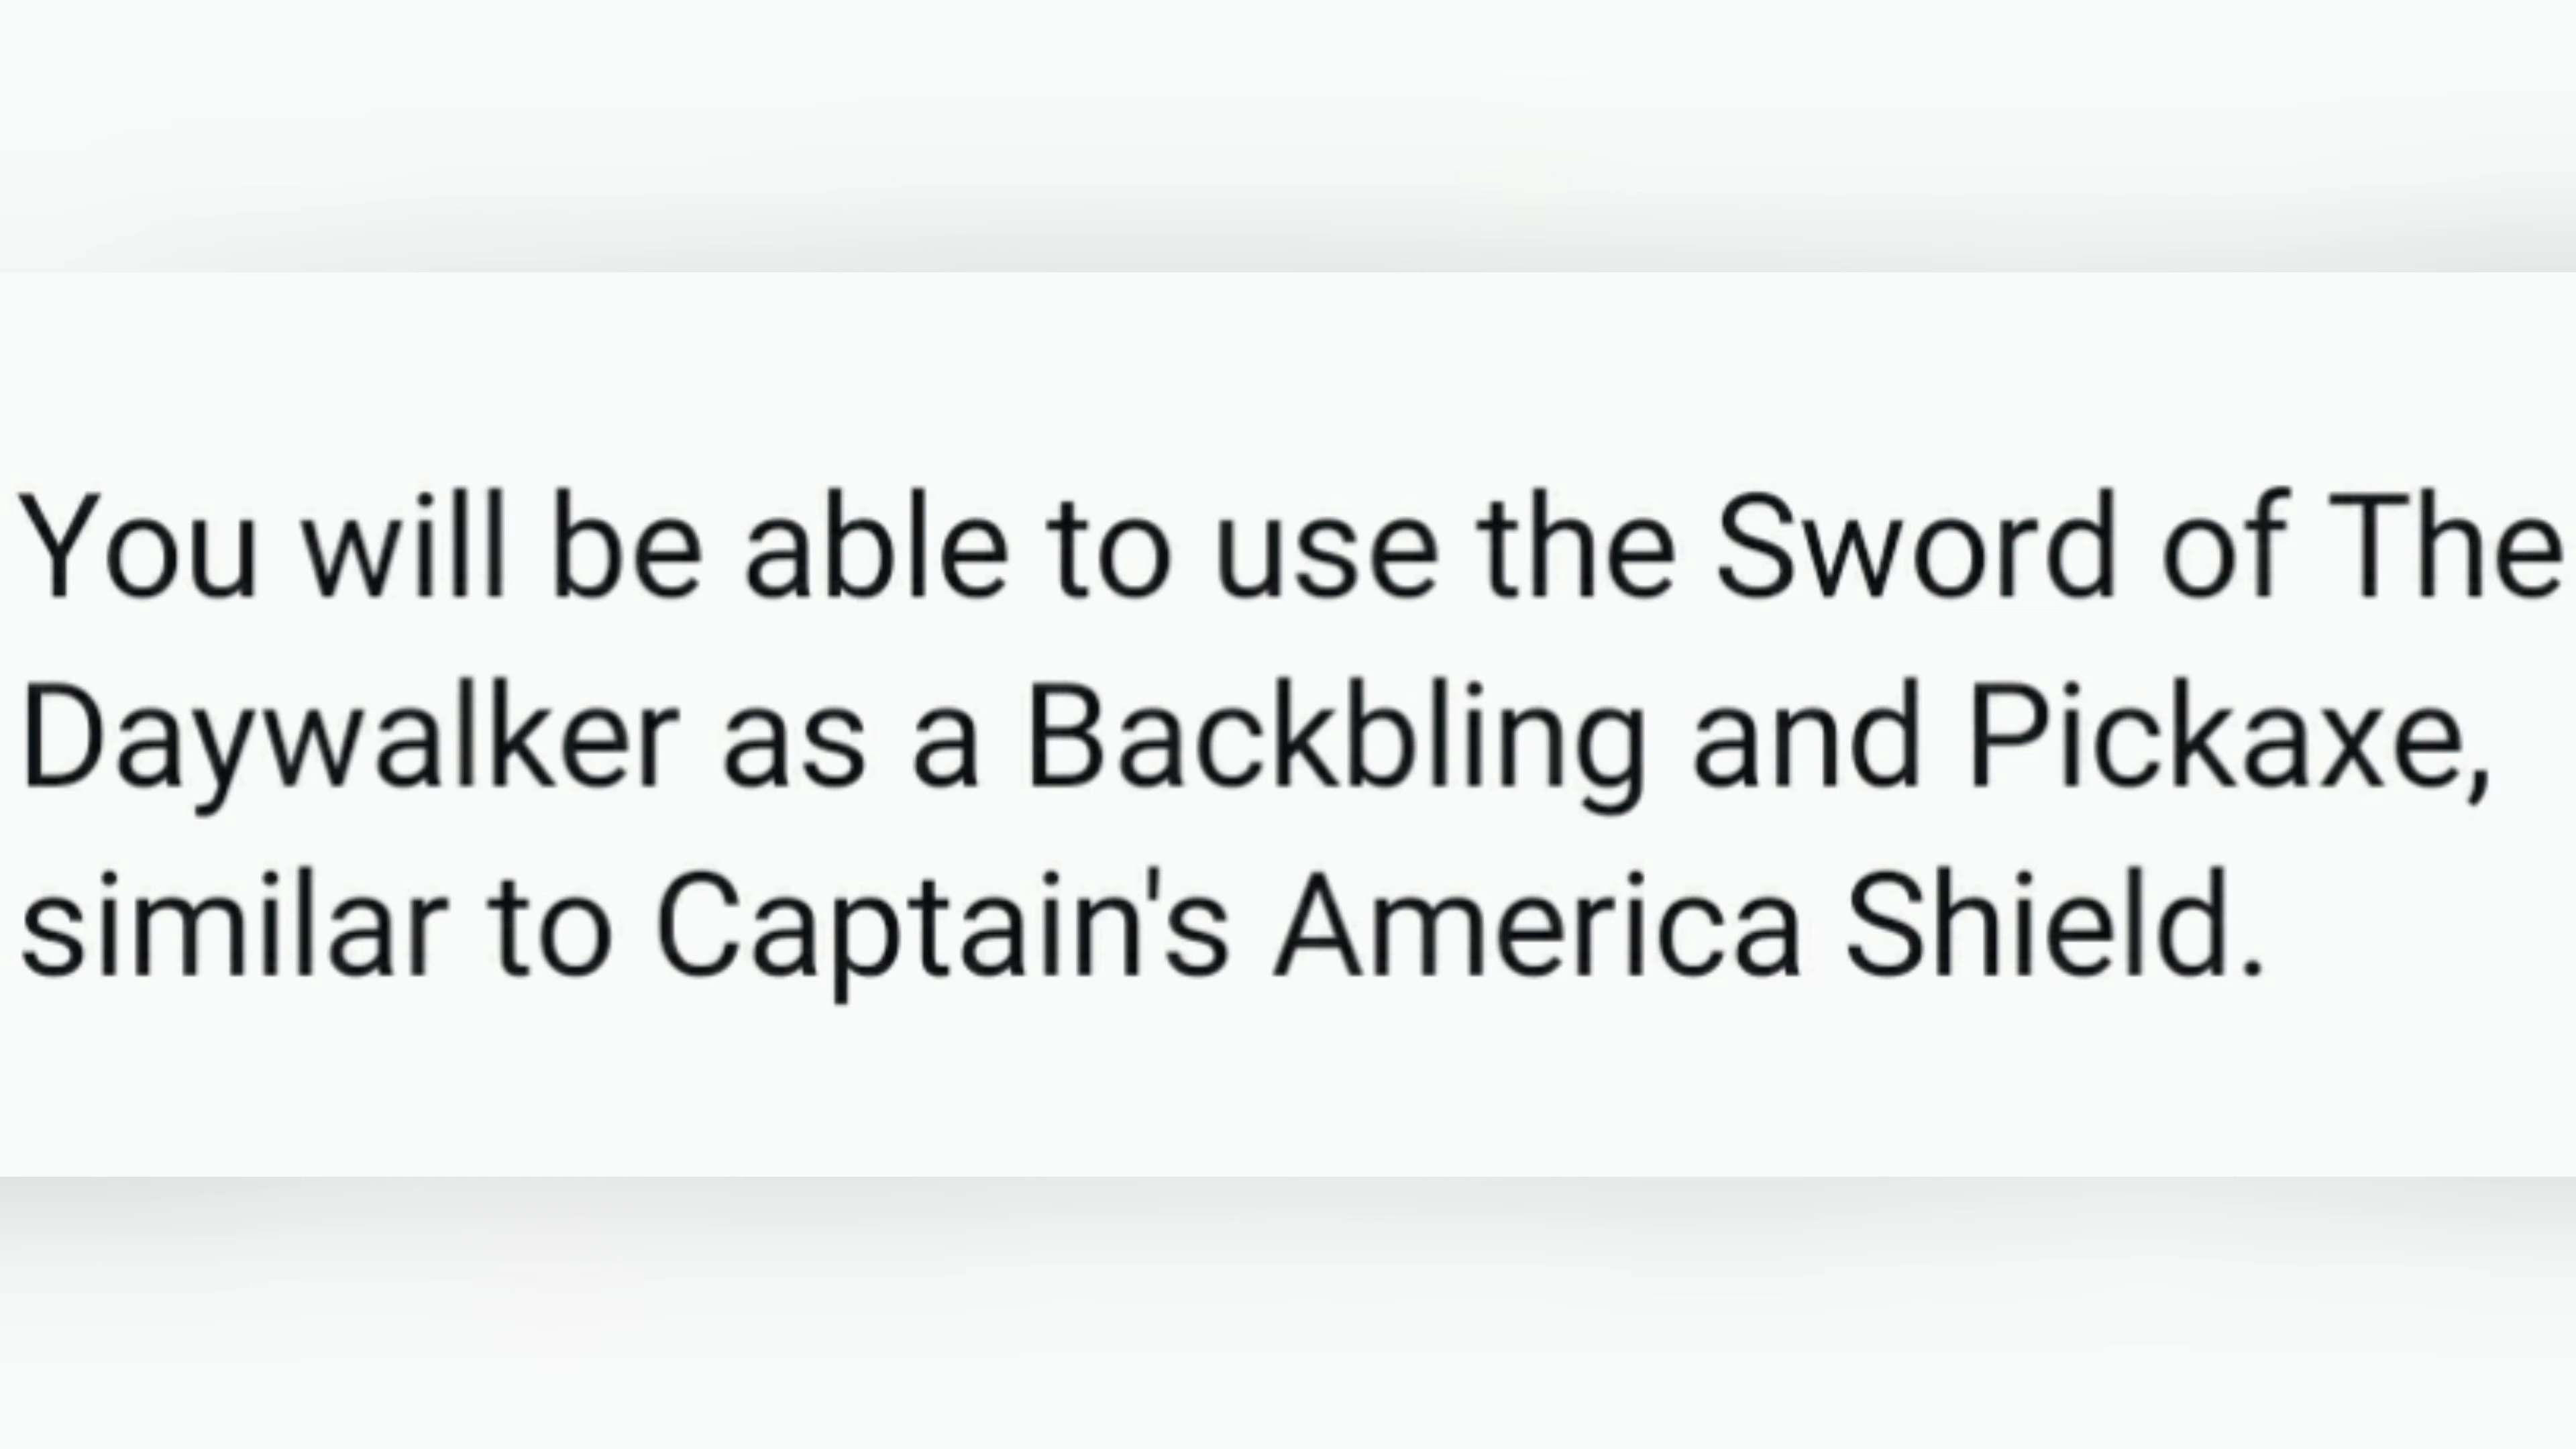 You will be able to use the Sword of The
Daywalker as a Backbling and Pickaxe,
similar to Captain's America Shield.